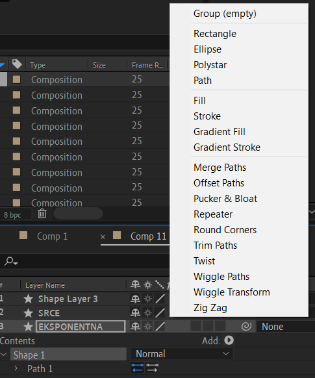 Type Size Frame R...
Composition 25
Composition 25
Composition 25
Composition 25
Composition 25
Composition 25
Composition 25
Composition 25
Composition 25
8 bpc
Group (empty)
Rectangle
Ellipse
Polystar
Path
Fill
Stroke
Gradient Fill
Gradient Stroke
Merge Paths
Offset Paths
Pucker & Bloat
Repeater
Round Corners
Trim Paths
Twist
Wiggle Paths
Wiggle Transform
Zig Zag
Comp 1 × Comp 11
# Layer Name
1 Shape Layer 3
2 SRCE
3 EKSPONENTNA None
Contents Add:
Shape 1 Normal
Path 1